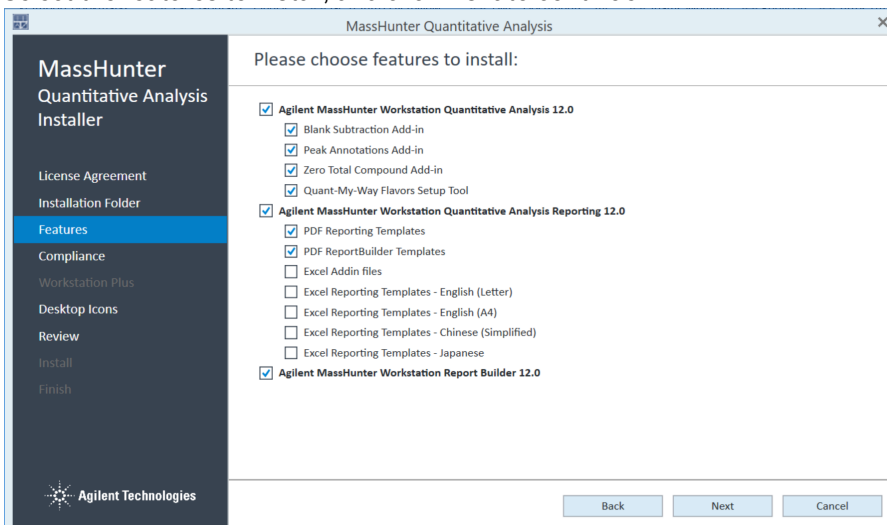 MassHunter Quantitative Analysis
MassHunter
Quantitative Analysis
Installer
License Agreement
Installation Folder
Features
Compliance
Workstation Plus
Desktop Icons
Review
Install
Finish
Agilent Technologies
Please choose features to install:
Agilent MassHunter Workstation Quantitative Analysis 12.0
Blank Subtraction Add-in
Peak Annotations Add-in
Zero Total Compound Add-in
Quant-My-Way Flavors Setup Tool
Agilent MassHunter Workstation Quantitative Analysis Reporting 12.0
PDF Reporting Templates
PDF ReportBuilder Templates
Excel Addin files
Excel Reporting Templates - English (Letter)
Excel Reporting Templates - English (A4)
Excel Reporting Templates - Chinese (Simplified)
Excel Reporting Templates - Japanese
Agilent MassHunter Workstation Report Builder 12.0
Back
Next
Cancel